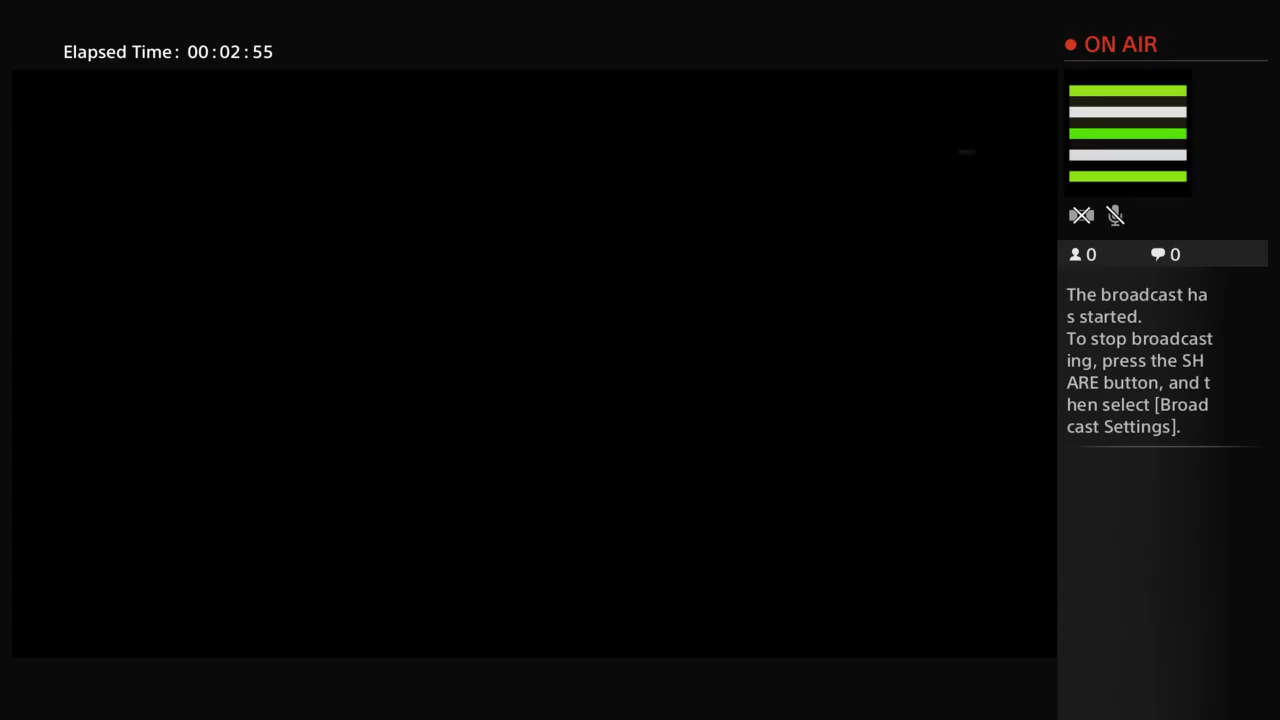 Elapsed Time: 00:02:55
ON AIR
0 0
The broadcast ha
s started.
To stop broadcast
ing, press the SH
ARE button, and t
hen select [Broad
cast Settings].